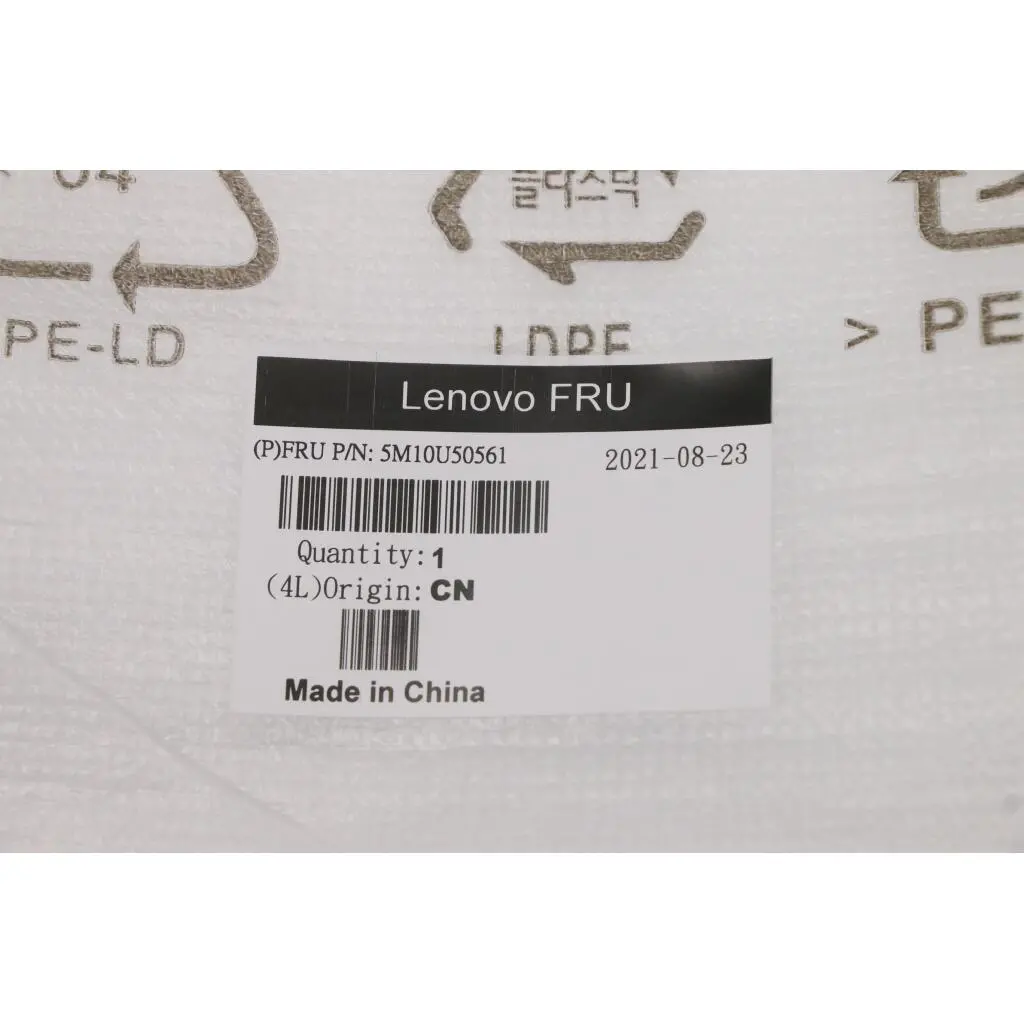 04
플라스틱
PE-LD
LDPE
> PE
Lenovo FRU
(P)FRU P/N: 5M10U50561
2021-08-23
Quantity: 1
(4L)Origin: CN
Made in China